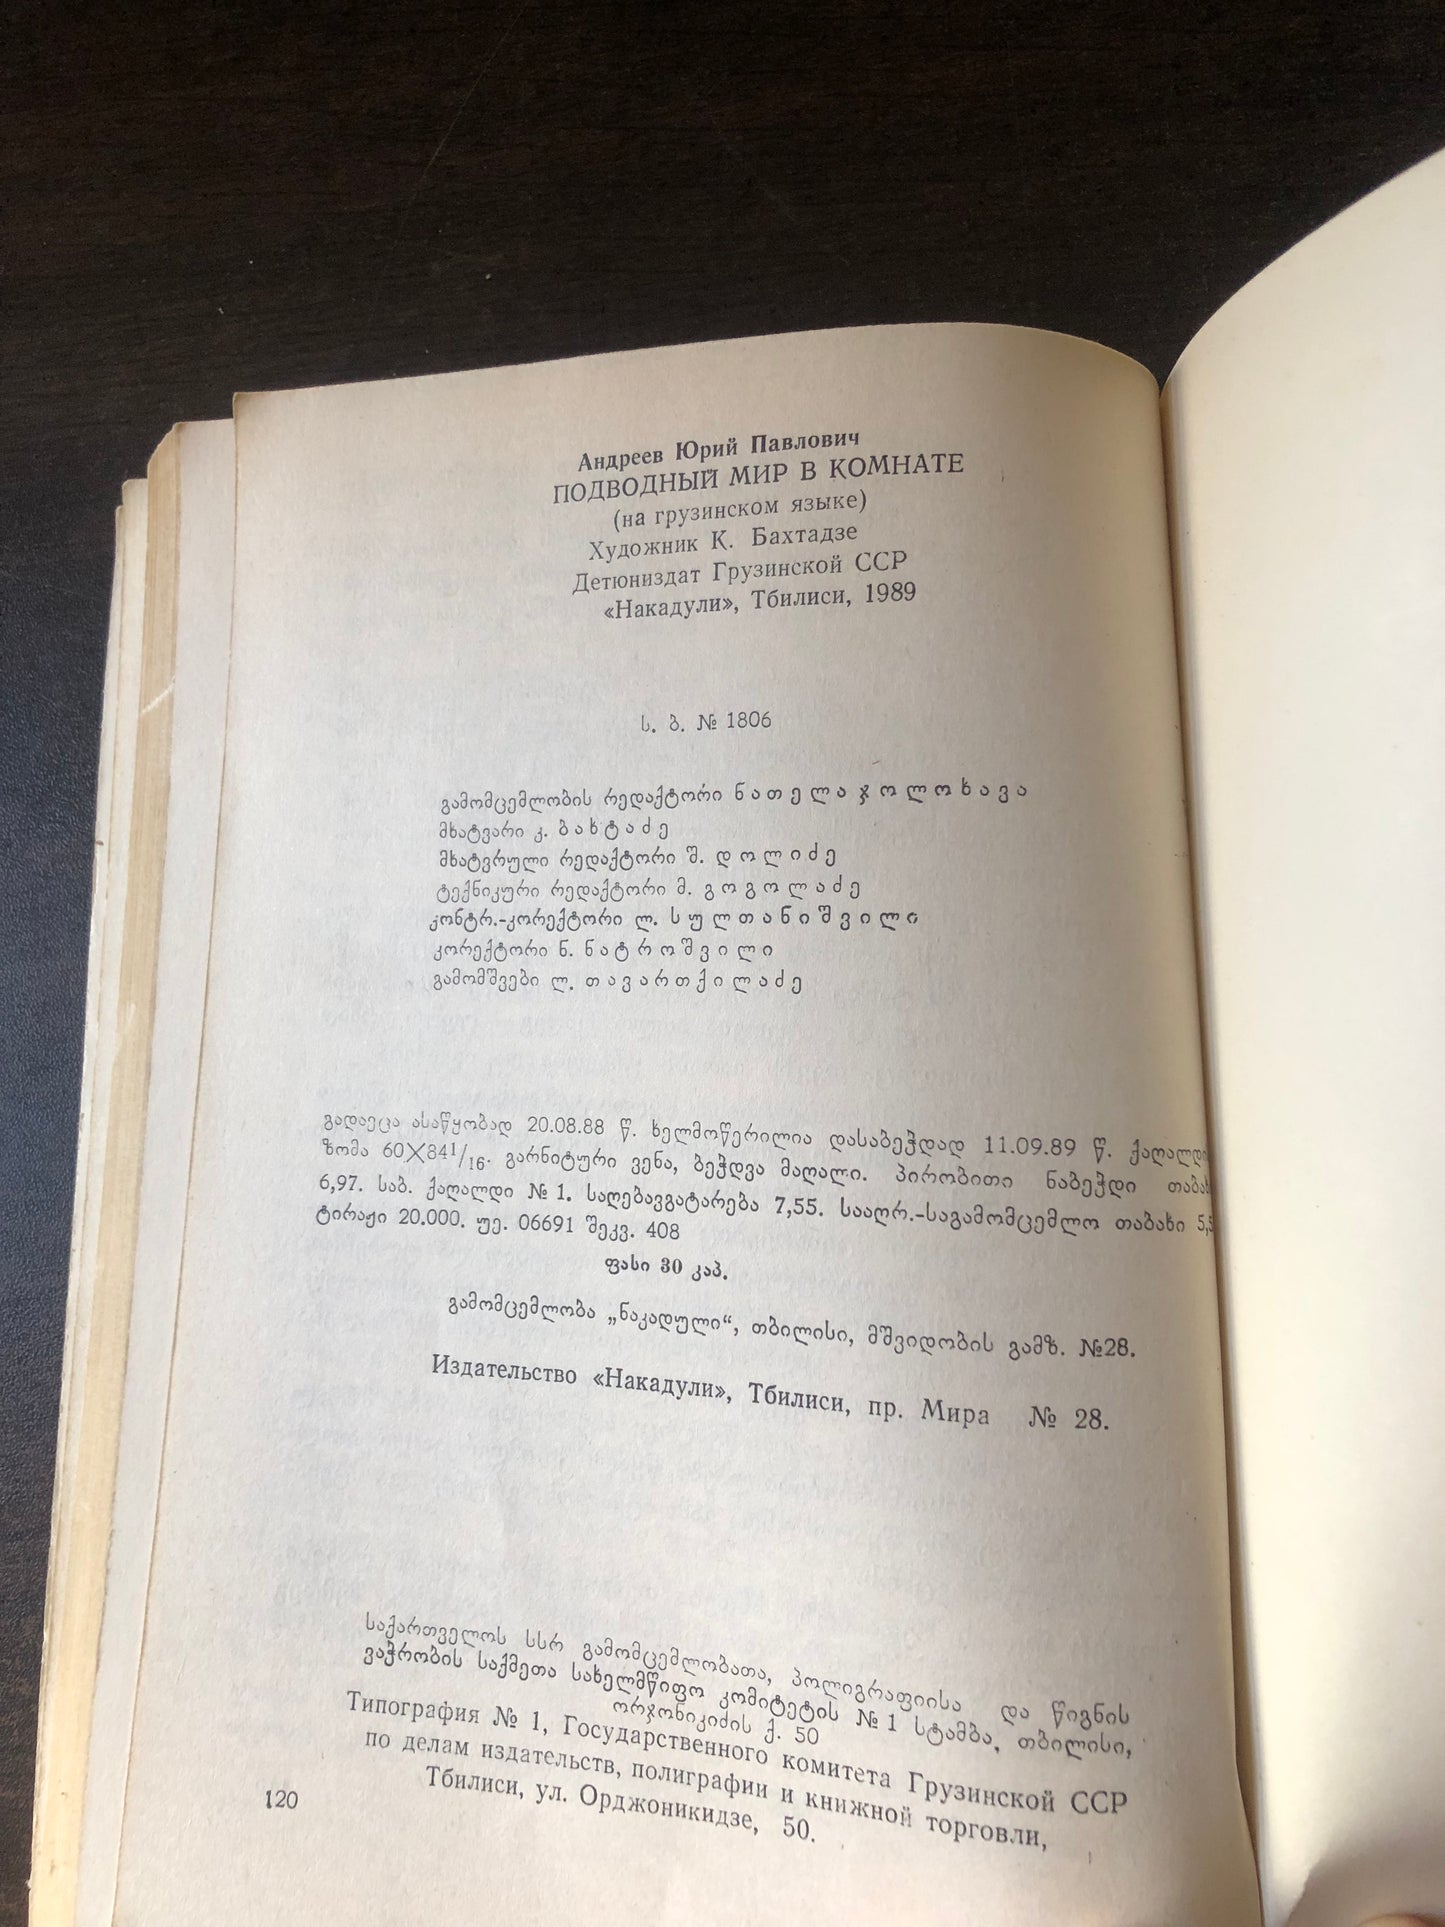 Андреев Юрий Павлович
ПОДВОДНЫЙ МИР В КОМНАТЕ
(на грузинском языке)
Художник К. Бахтадзе
Детюниздат Грузинской ССР
«Накадули», Тбилиси, 1989
ს. ბ. № 1806
გამომცემლობის რედაქტორი ნათელა ჯოლოხავა
მხატვარი კ. ბახტაძე
მხატვრული რედაქტორი შ. დოლიძე
ტექნიკური რედაქტორი მ. გოგოლაძე
კონტრ.-კორექტორი ლ. სულთანიშვილი
კორექტორი ნ. ნატროშვილი
გამომშვები ლ. თავართქილაძე
გადაეცა ასაწყობად 20.08.88 წ. ხელმოწერილია დასაბეჭდად 11.09.89 წ. ქაღალდი
ზომა 60×84¹/₁₆. გარნიტური ვენა, ბეჭდვა მაღალი. პირობითი ნაბეჭდი თაბახ
6,97. საბ. ქაღალდი № 1. საღებავგატარება 7,55. სააღრ.-საგამომცემლო თაბახი
ტირაჟი 20.000. უე. 06691 შეკვ. 408
ფასი 30 კაპ.
გამომცემლობა „ნაკადული“, თბილისი, მშვიდობის გამზ. №28.
Издательство «Накадули», Тбилиси, пр. Мира № 28.
საქართველოს სსრ გამომცემლობათა, პოლიგრაფიისა და წიგნის
ვაჭრობის საქმეთა სახელმწიფო კომიტეტის № 1 სტამბა, თბილისი,
ორჯონიკიძის ქ. 50
Типография № 1, Государственного комитета Грузинской ССР
по делам издательств, полиграфии и книжной торговли,
Тбилиси, ул. Орджоникидзе, 50.
120